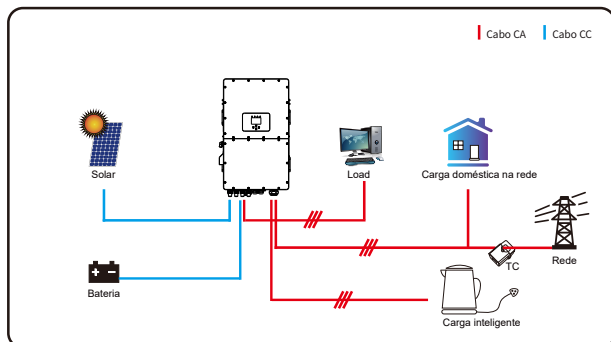 Cabo CA
Cabo CC
Solar
Load
Carga doméstica na rede
TC
Rede
Bateria
Carga inteligente